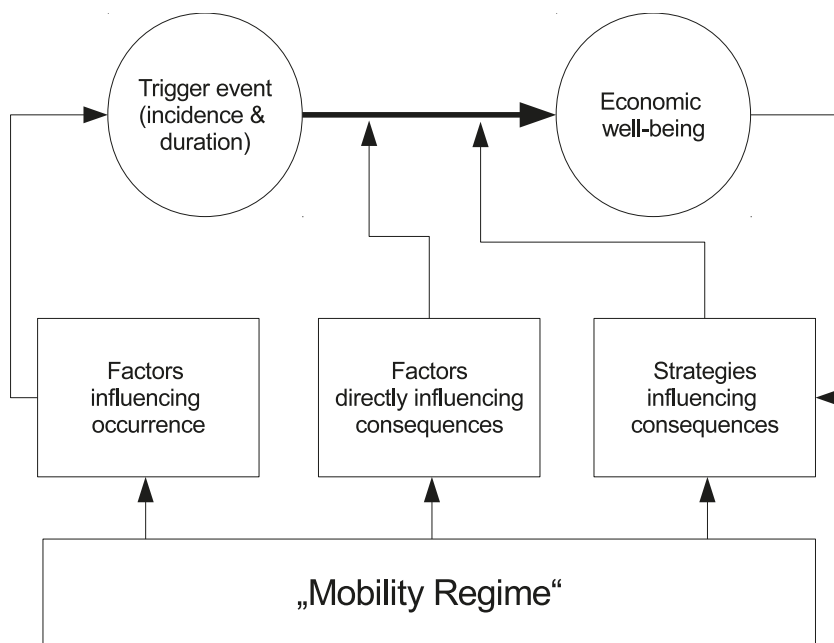 Trigger event
(incidence &
duration)
Economic
well-being
Factors
influencing
occurrence
Factors
directly influencing
consequences
Strategies
influencing
consequences
„Mobility Regime“